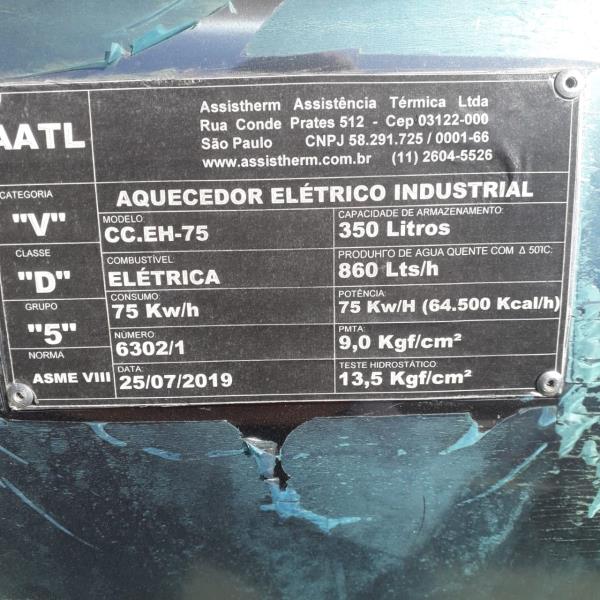 AATL
Assistherm Assistência Térmica Ltda
Rua Conde Prates 512 - Cep 03122-000
São Paulo CNPJ 58.291.725 / 0001-66
www.assistherm.com.br (11) 2604-5526
AQUECEDOR ELÉTRICO INDUSTRIAL
CATEGORIA
"V"
CLASSE
"D"
GRUPO
"5"
NORMA
ASME VIII
MODELO:
CC.EH-75
CAPACIDADE DE ARMAZENAMENTO:
350 Litros
COMBUSTÍVEL:
ELÉTRICA
PRODUHTO DE AGUA QUENTE COM Δ 50ºC:
860 Lts/h
CONSUMO:
75 Kw/h
POTÊNCIA:
75 Kw/H (64.500 Kcal/h)
NÚMERO:
6302/1
PMTA:
9,0 Kgf/cm²
DATA:
25/07/2019
TESTE HIDROSTÁTICO:
13,5 Kgf/cm²